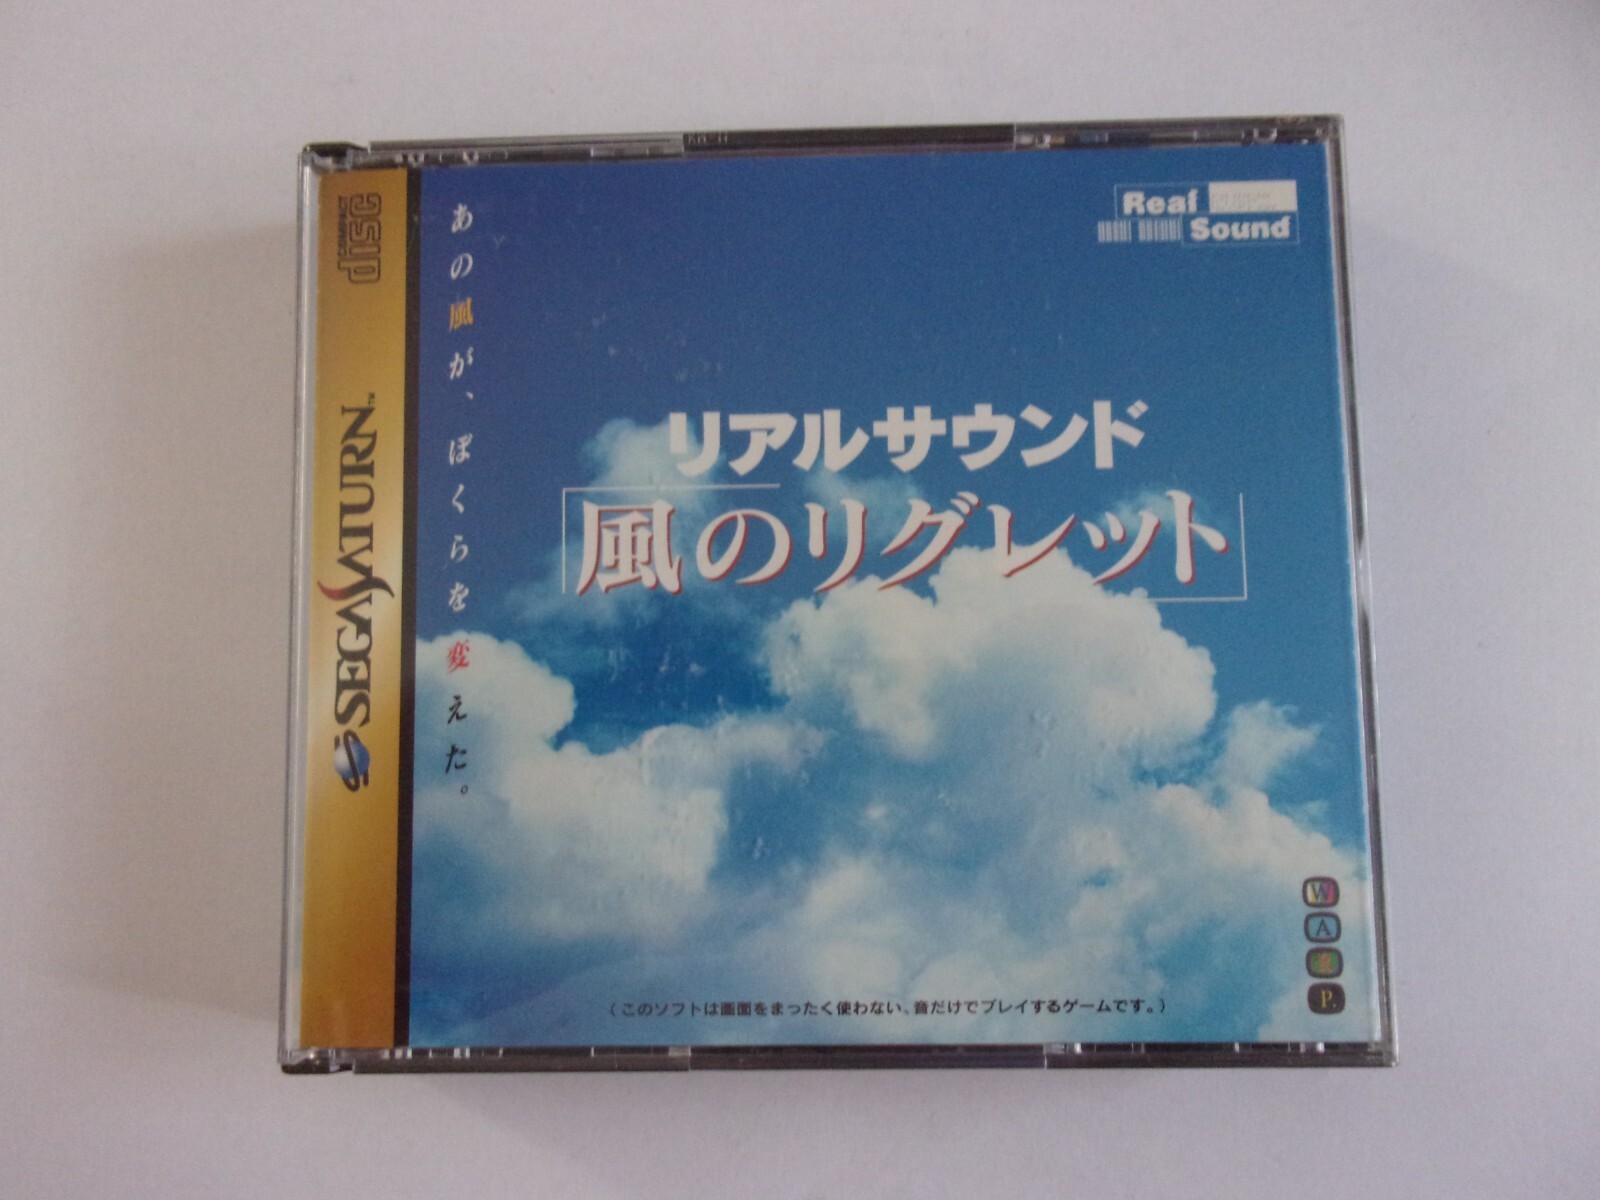 COMPACT
disc
SEGA SATURN™
あの風が、ぼくらを変えた。
Real
Sound
リアルサウンド
「風のリグレット」
W
A
R
P.
(このソフトは画面をまったく使わない、音だけでプレイするゲームです。)